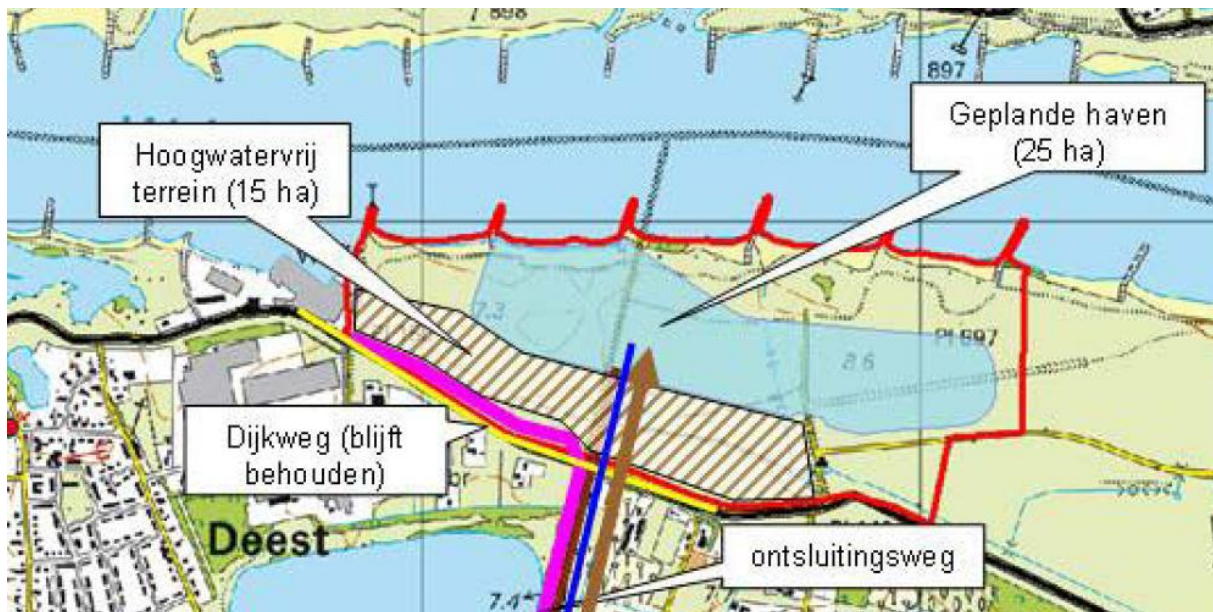 897
Geplande haven
(25 ha)
Hoogwatervrij
terrein (15 ha)
7.3
8.6
Dijkweg (blijft
behouden)
Deest
ontsluitingsweg
7.4